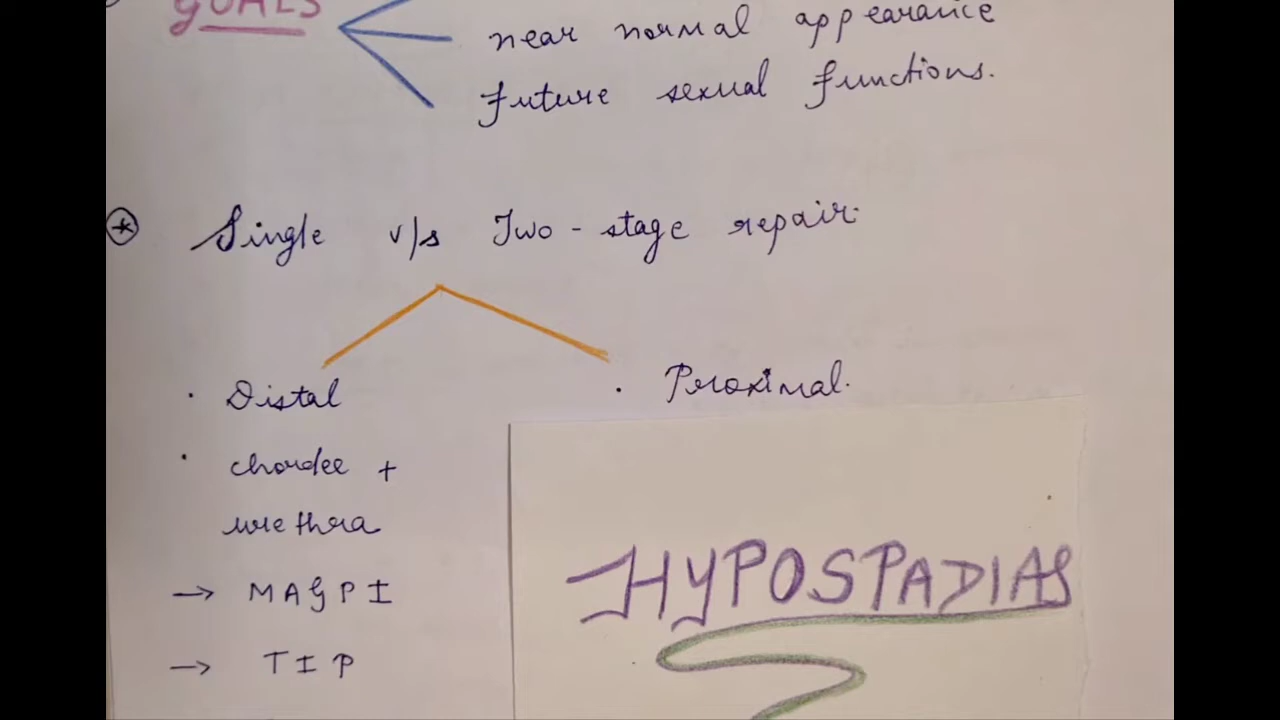 GOALS
near normal appearance
future sexual functions.
* Single v/s Two-stage repair.
· Distal
· Proximal.
· chordee +
urethra
→ MAGPI
→ TIP
HYPOSPADIAS